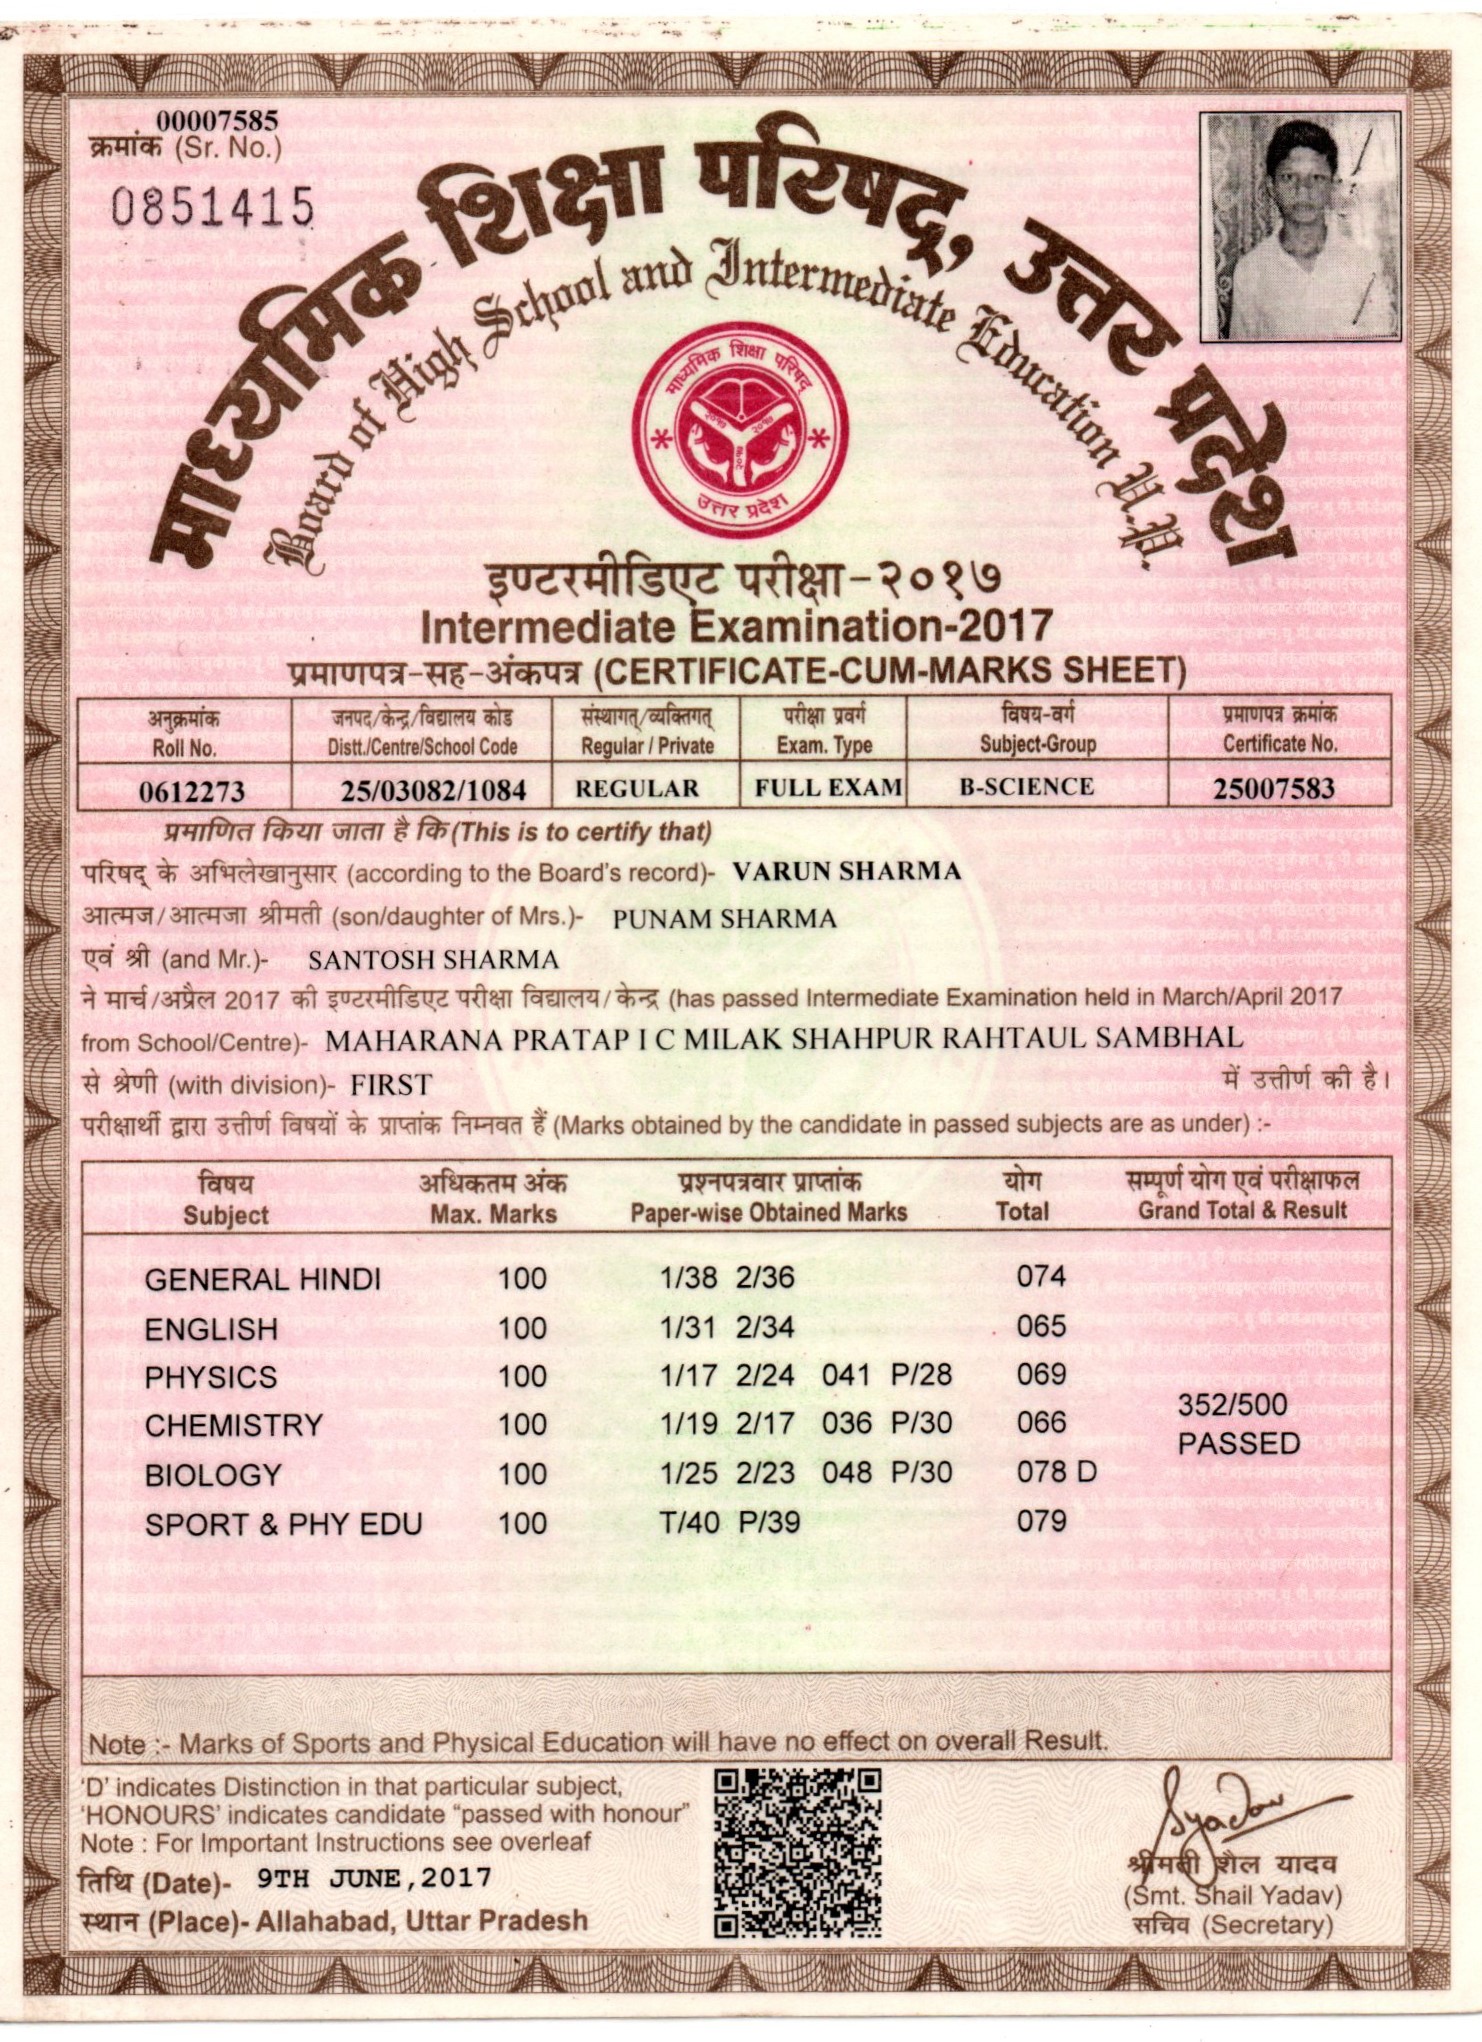 00007585
क्रमांक (Sr. No.)
0851415
माध्यमिक शिक्षा परिषद्, उत्तर प्रदेश
Board of High School and Intermediate Education U.P.
माध्यमिक शिक्षा परिषद्
उत्तर प्रदेश
इण्टरमीडिएट परीक्षा-२०१७
Intermediate Examination-2017
प्रमाणपत्र-सह-अंकपत्र (CERTIFICATE-CUM-MARKS SHEET)
अनुक्रमांक जनपद/केन्द्र/विद्यालय कोड संस्थागत्/व्यक्तिगत् परीक्षा प्रवर्ग विषय-वर्ग प्रमाणपत्र क्रमांक
Roll No. Distt./Centre/School Code Regular / Private Exam. Type Subject-Group Certificate No.
0612273 25/03082/1084 REGULAR FULL EXAM B-SCIENCE 25007583
प्रमाणित किया जाता है कि (This is to certify that)
परिषद् के अभिलेखानुसार (according to the Board's record)- VARUN SHARMA
आत्मज/आत्मजा श्रीमती (son/daughter of Mrs.)- PUNAM SHARMA
एवं श्री (and Mr.)- SANTOSH SHARMA
ने मार्च/अप्रैल 2017 की इण्टरमीडिएट परीक्षा विद्यालय/केन्द्र (has passed Intermediate Examination held in March/April 2017
from School/Centre)- MAHARANA PRATAP I C MILAK SHAHPUR RAHTAUL SAMBHAL
से श्रेणी (with division)- FIRST में उत्तीर्ण की है।
परीक्षार्थी द्वारा उत्तीर्ण विषयों के प्राप्तांक निम्नवत हैं (Marks obtained by the candidate in passed subjects are as under) :-
विषय अधिकतम अंक प्रश्नपत्रवार प्राप्तांक योग सम्पूर्ण योग एवं परीक्षाफल
Subject Max. Marks Paper-wise Obtained Marks Total Grand Total & Result
GENERAL HINDI 100 1/38 2/36 074
ENGLISH 100 1/31 2/34 065
PHYSICS 100 1/17 2/24 041 P/28 069
352/500
CHEMISTRY 100 1/19 2/17 036 P/30 066
PASSED
BIOLOGY 100 1/25 2/23 048 P/30 078 D
SPORT & PHY EDU 100 T/40 P/39 079
Note :- Marks of Sports and Physical Education will have no effect on overall Result.
'D' indicates Distinction in that particular subject,
'HONOURS' indicates candidate "passed with honour"
Note : For Important Instructions see overleaf
तिथि (Date)- 9TH JUNE,2017
स्थान (Place)- Allahabad, Uttar Pradesh
Syadav
श्रीमती शैल यादव
(Smt. Shail Yadav)
सचिव (Secretary)